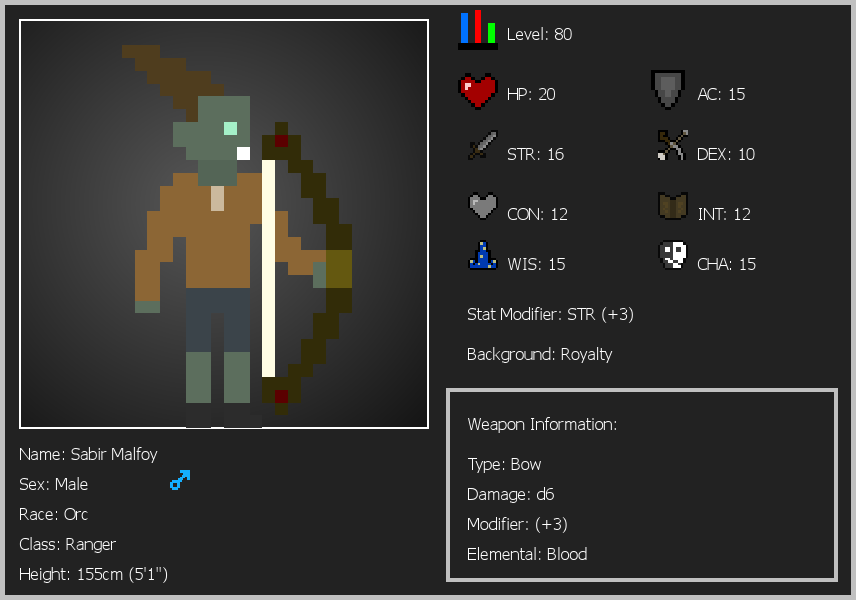 Level: 80
HP: 20
AC: 15
STR: 16
DEX: 10
CON: 12
INT: 12
WIS: 15
CHA: 15
Stat Modifier: STR (+3)
Background: Royalty
Name: Sabir Malfoy
Sex: Male
Race: Orc
Class: Ranger
Height: 155cm (5'1")
Weapon Information:
Type: Bow
Damage: d6
Modifier: (+3)
Elemental: Blood